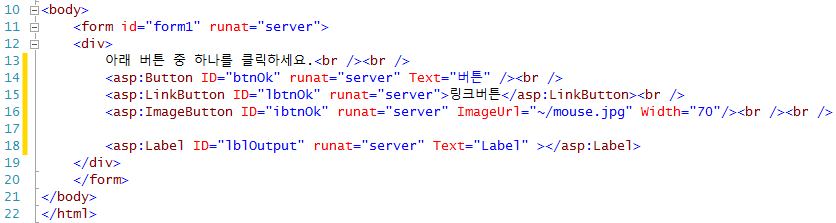 10 <body>
11 <form id="form1" runat="server">
12 <div>
13 아래 버튼 중 하나를 클릭하세요.<br /><br />
14 <asp:Button ID="btnOk" runat="server" Text="버튼" /><br />
15 <asp:LinkButton ID="lbtnOk" runat="server">링크버튼</asp:LinkButton><br />
16 <asp:ImageButton ID="ibtnOk" runat="server" ImageUrl="~/mouse.jpg" Width="70"/><br /><br />
17
18 <asp:Label ID="lblOutput" runat="server" Text="Label" ></asp:Label>
19 </div>
20 </form>
21 </body>
22 </html>